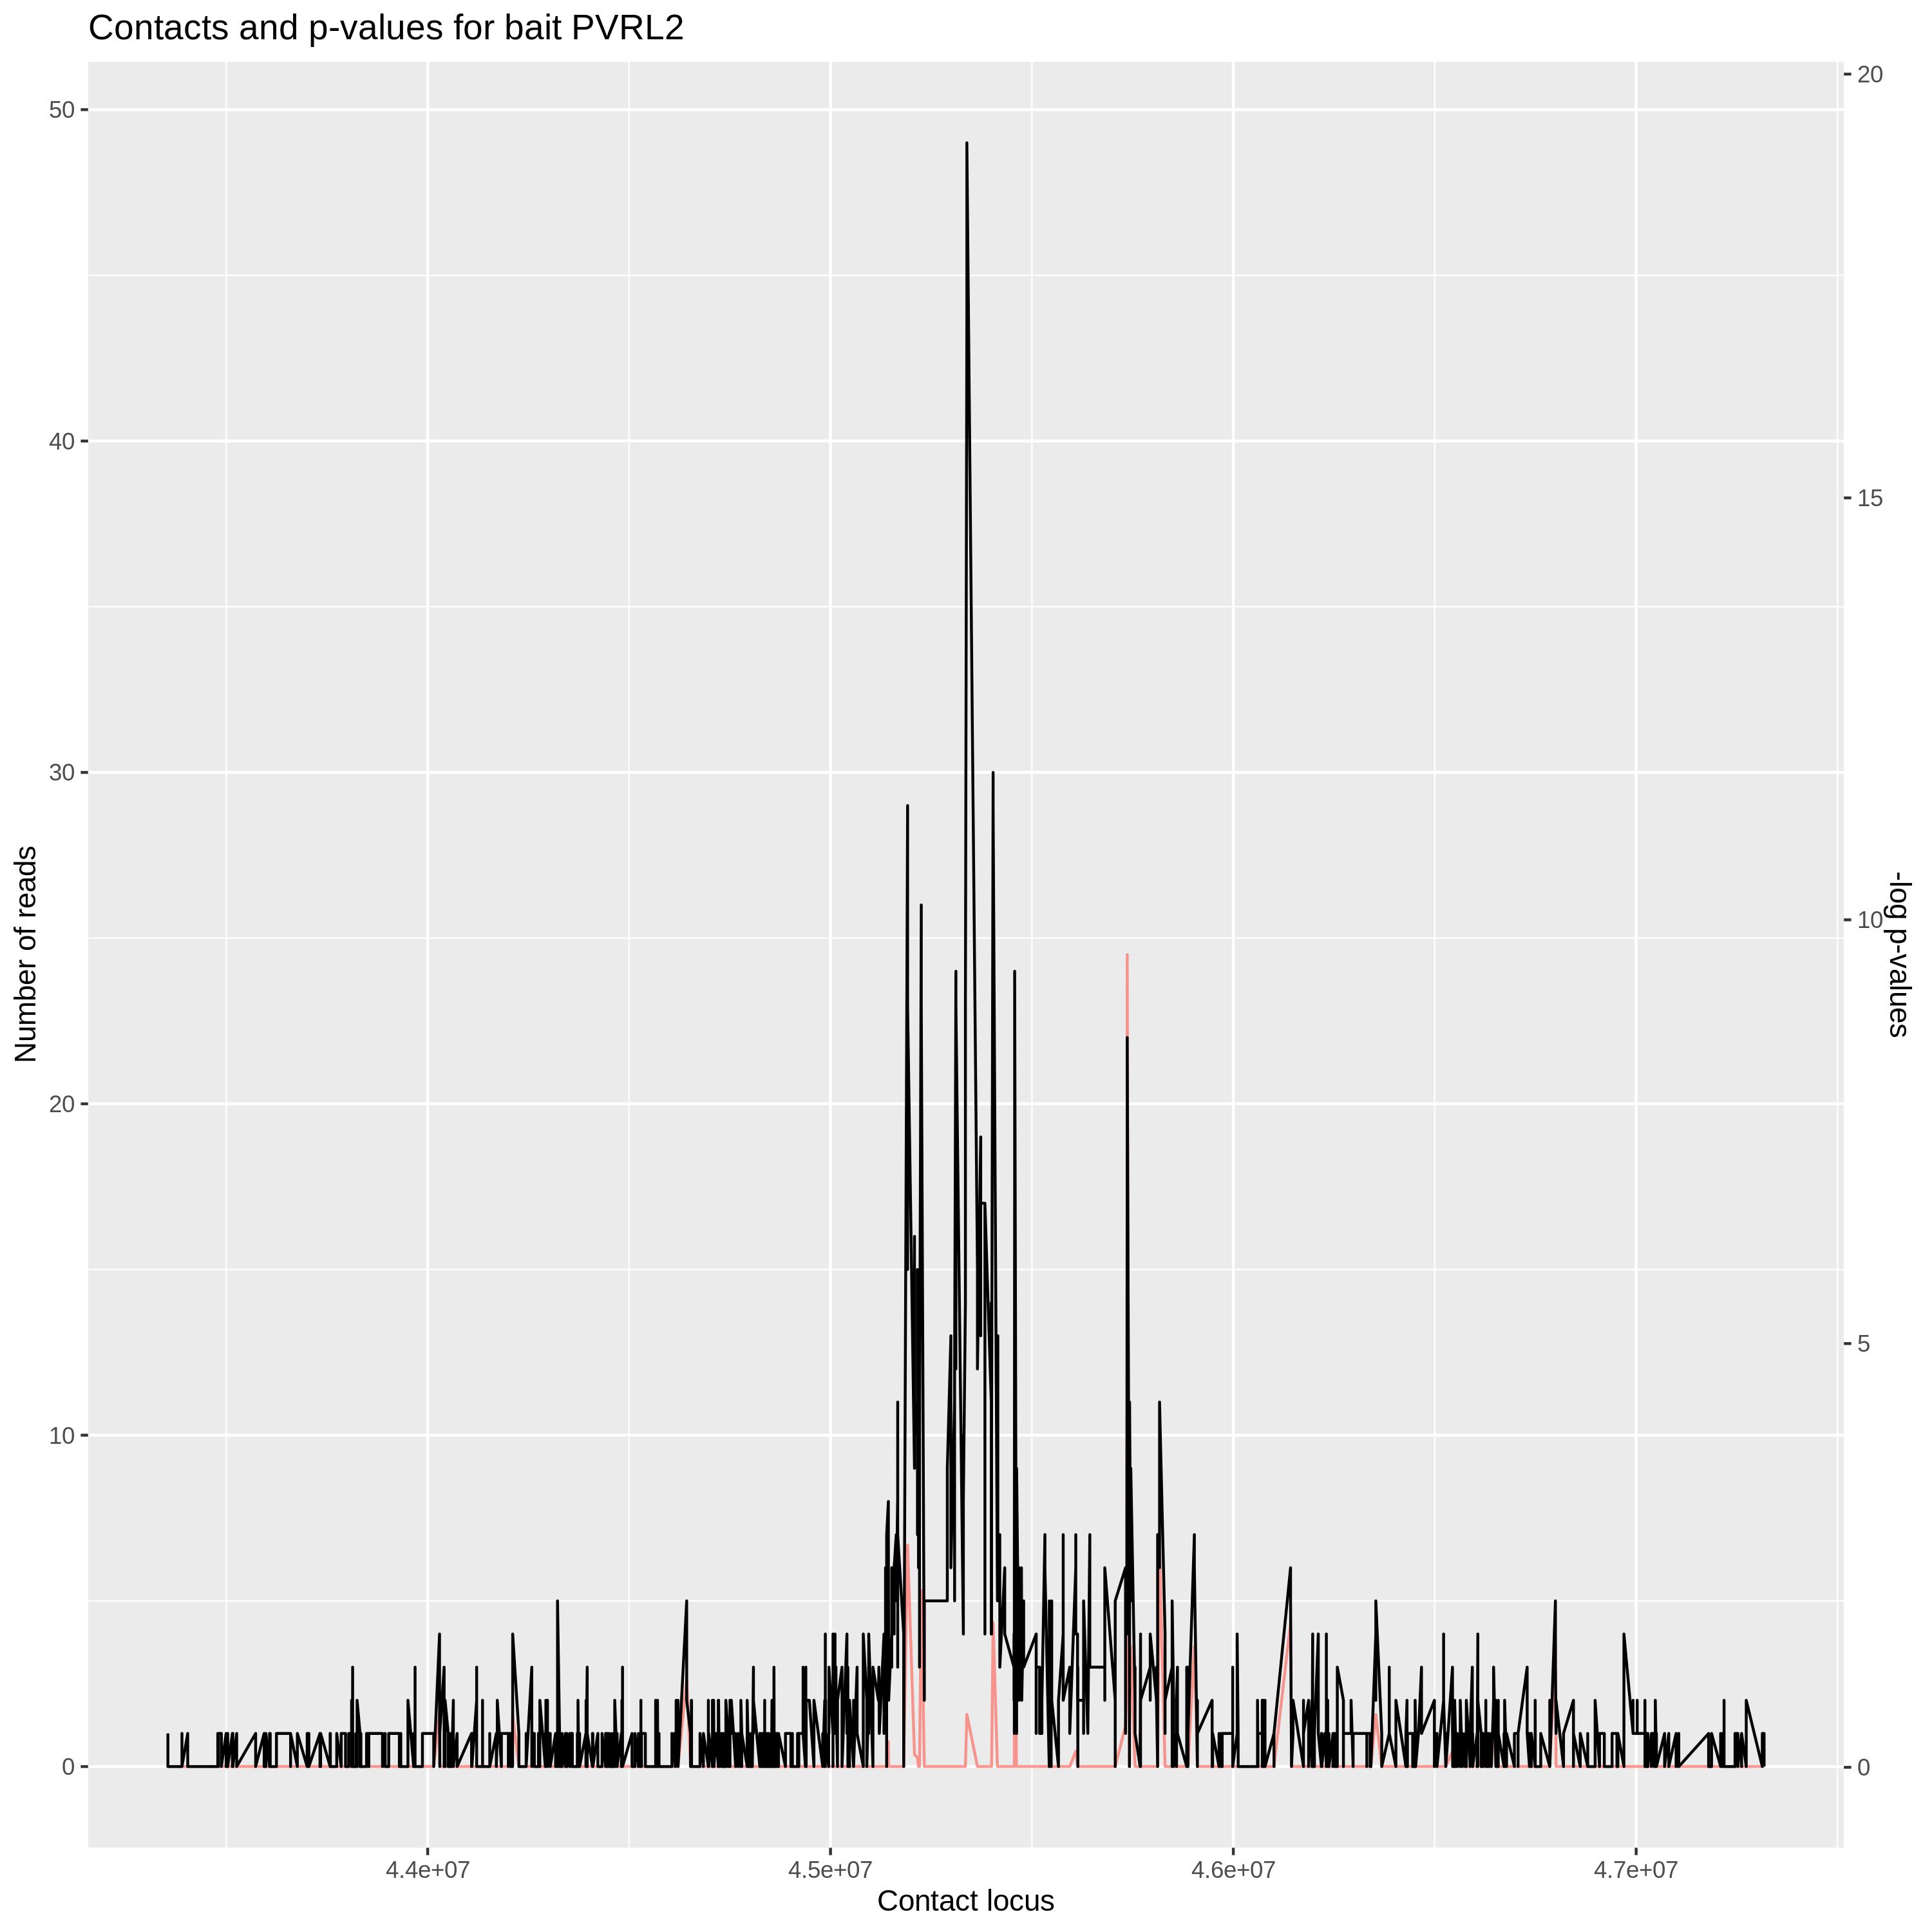 Contacts and p-values for bait PVRL2
50
40
30
20
10
0
Number of reads
20
15
10
5
0
-log p-values
4.4e+07
4.5e+07
4.6e+07
4.7e+07
Contact locus